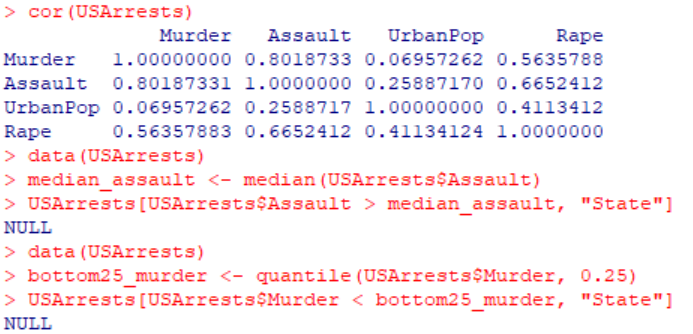 > cor(USArrests)
Murder Assault UrbanPop Rape
Murder 1.00000000 0.8018733 0.06957262 0.5635788
Assault 0.80187331 1.0000000 0.25887170 0.6652412
UrbanPop 0.06957262 0.2588717 1.00000000 0.4113412
Rape 0.56357883 0.6652412 0.41134124 1.0000000
> data(USArrests)
> median_assault <- median(USArrests$Assault)
> USArrests[USArrests$Assault > median_assault, "State"]
NULL
> data(USArrests)
> bottom25_murder <- quantile(USArrests$Murder, 0.25)
> USArrests[USArrests$Murder < bottom25_murder, "State"]
NULL